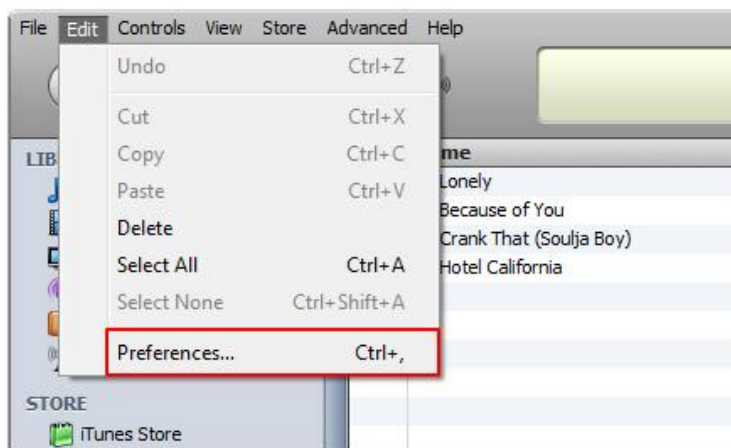 File Edit Controls View Store Advanced Help
Undo Ctrl+Z
Cut Ctrl+X
Copy Ctrl+C
Paste Ctrl+V
Delete
Select All Ctrl+A
Select None Ctrl+Shift+A
Preferences... Ctrl+,
LIB
me
Lonely
Because of You
Crank That (Soulja Boy)
Hotel California
STORE
iTunes Store